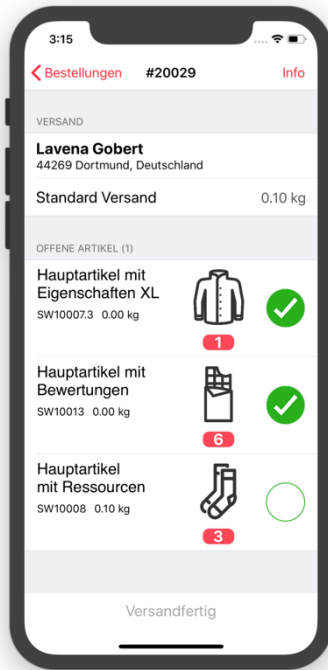 3:15
Bestellungen #20029 Info
VERSAND
Lavena Gobert
44269 Dortmund, Deutschland
Standard Versand 0.10 kg
OFFENE ARTIKEL (1)
Hauptartikel mit
Eigenschaften XL
SW10007.3 0.00 kg
1
Hauptartikel mit
Bewertungen
SW10013 0.00 kg
6
Hauptartikel
mit Ressourcen
SW10008 0.10 kg
3
Versandfertig